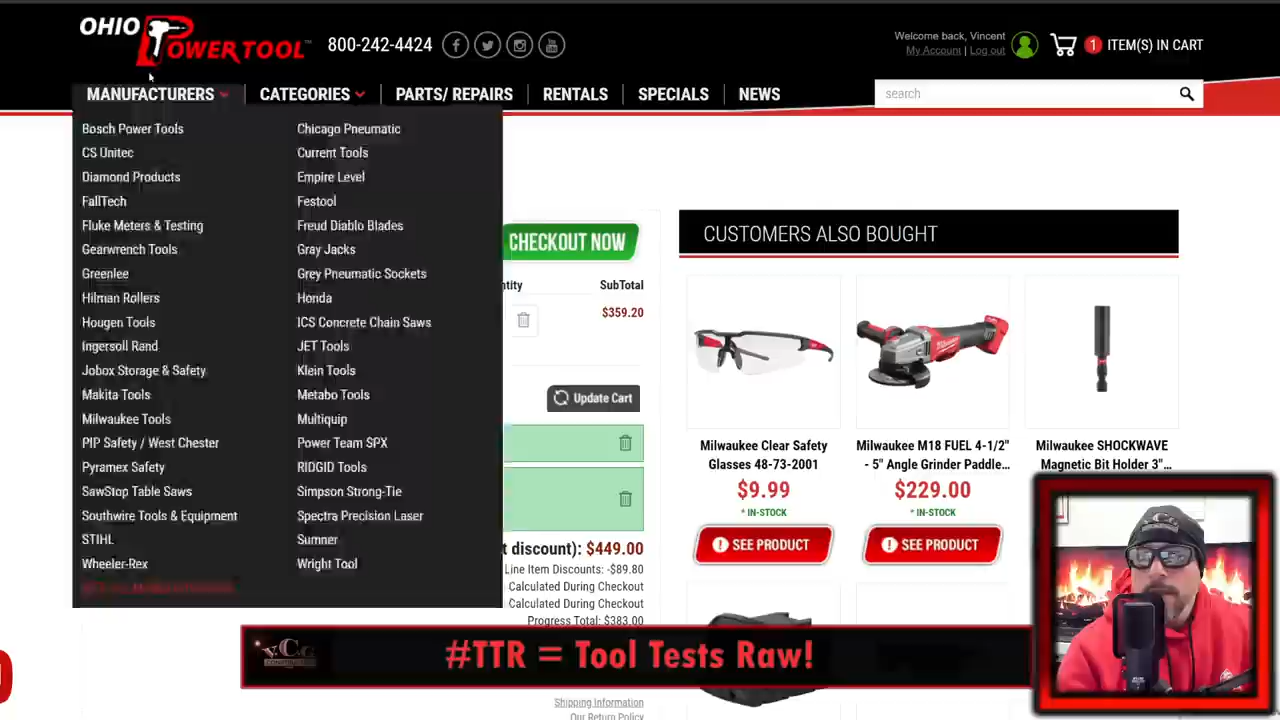 OHIO
POWER TOOL™
800-242-4424
Welcome back, Vincent
My Account | Log out
1 ITEM(S) IN CART
MANUFACTURERS
CATEGORIES
PARTS/ REPAIRS
RENTALS
SPECIALS
NEWS
search
Bosch Power Tools
Chicago Pneumatic
CS Unitec
Current Tools
Diamond Products
Empire Level
FallTech
Festool
Fluke Meters & Testing
Freud Diablo Blades
Gearwrench Tools
Gray Jacks
Greenlee
Grey Pneumatic Sockets
Hilman Rollers
Honda
Hougen Tools
ICS Concrete Chain Saws
Ingersoll Rand
JET Tools
Jobox Storage & Safety
Klein Tools
Makita Tools
Metabo Tools
Milwaukee Tools
Multiquip
PIP Safety / West Chester
Power Team SPX
Pyramex Safety
RIDGID Tools
SawStop Table Saws
Simpson Strong-Tie
Southwire Tools & Equipment
Spectra Precision Laser
STIHL
Sumner
Wheeler-Rex
Wright Tool
CHECKOUT NOW
ntity SubTotal
$359.20
Update Cart
t discount): $449.00
Line Item Discounts: -$89.80
Calculated During Checkout
Calculated During Checkout
Progress Total: $383.00
Shipping Information
Our Return Policy
CUSTOMERS ALSO BOUGHT
Milwaukee Clear Safety
Glasses 48-73-2001
$9.99
* IN-STOCK
SEE PRODUCT
Milwaukee M18 FUEL 4-1/2"
- 5" Angle Grinder Paddle...
$229.00
* IN-STOCK
SEE PRODUCT
Milwaukee SHOCKWAVE
Magnetic Bit Holder 3"...
VCG
CONSTRUCTION
#TTR = Tool Tests Raw!